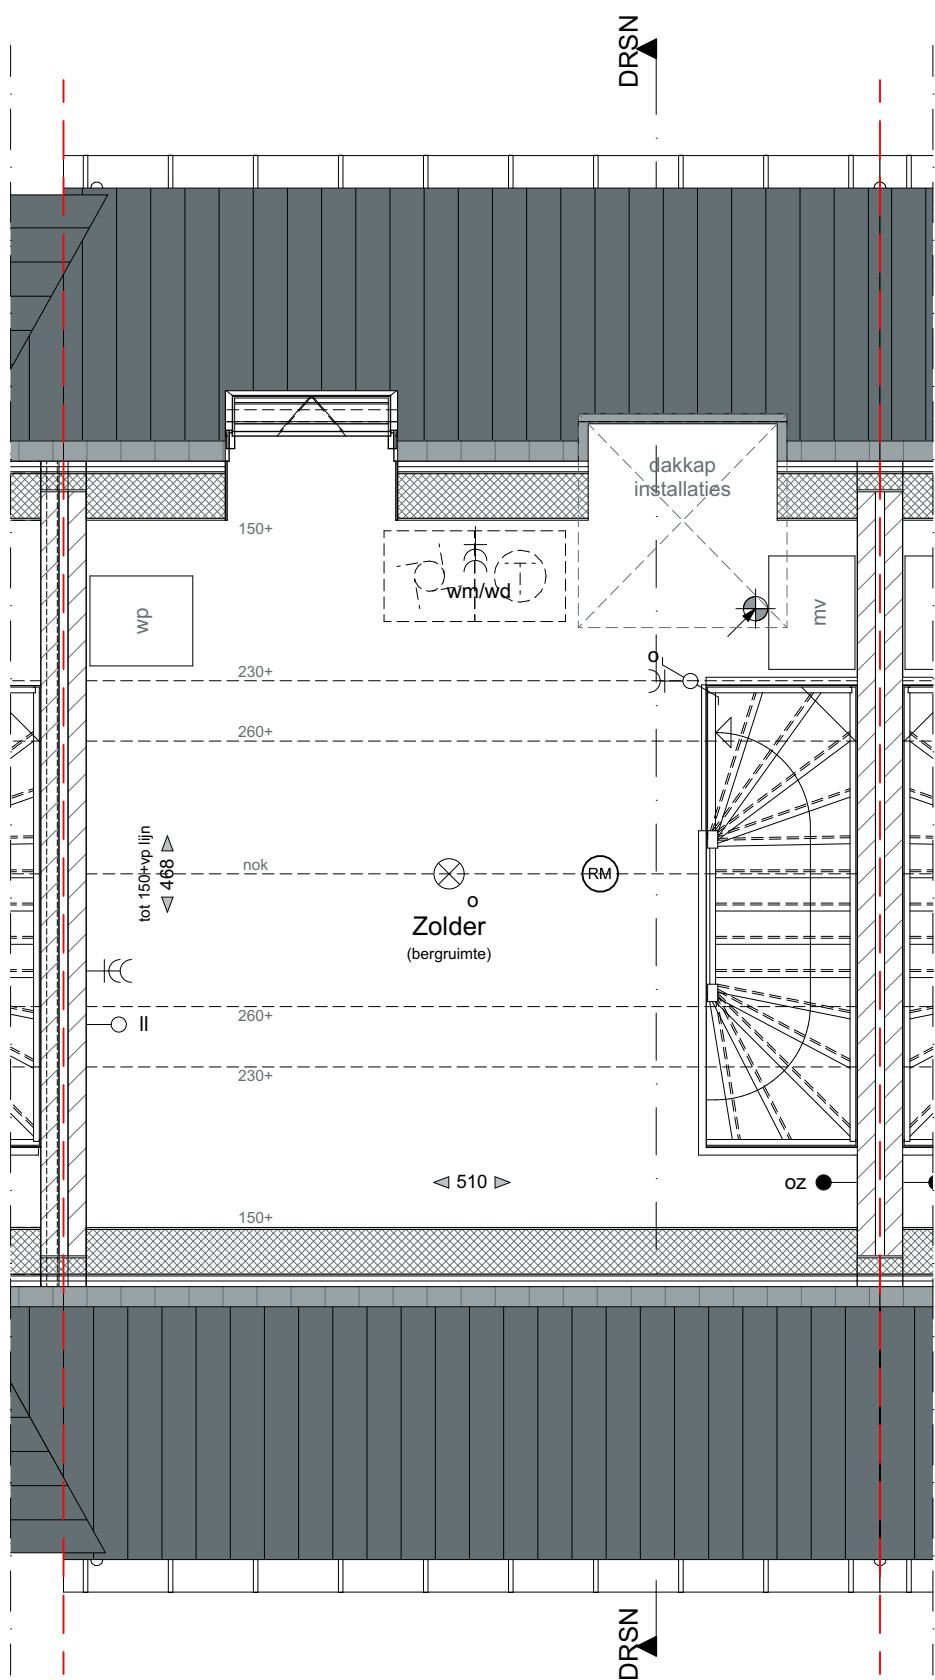 DRSN
dakkap
installaties
150+
wm/wd
wp
mv
230+
o
260+
tot 150+vp lijn
468
nok
RM
o
Zolder
(bergruimte)
260+
ll
230+
510
oz
150+
DRSN